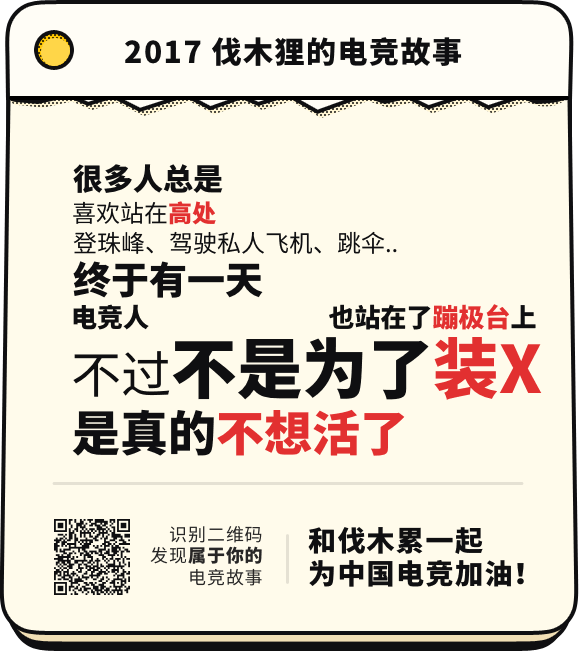 2017 伐木狸的电竞故事
很多人总是
喜欢站在高处
登珠峰、驾驶私人飞机、跳伞..
终于有一天
电竞人 也站在了蹦极台上
不过不是为了装X
是真的不想活了
识别二维码
发现属于你的
电竞故事
和伐木累一起
为中国电竞加油!